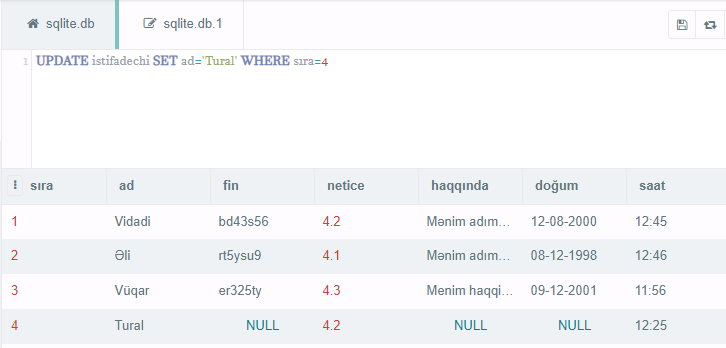 sqlite.db sqlite.db.1
1 UPDATE istifadechi SET ad='Tural' WHERE sıra=4
sıra ad fin netice haqqında doğum saat
1 Vidadi bd43s56 4.2 Mənim adım... 12-08-2000 12:45
2 Əli rt5ysu9 4.1 Mənim adım... 08-12-1998 12:46
3 Vüqar er325ty 4.3 Menim haqqi... 09-12-2001 11:56
4 Tural NULL 4.2 NULL NULL 12:25